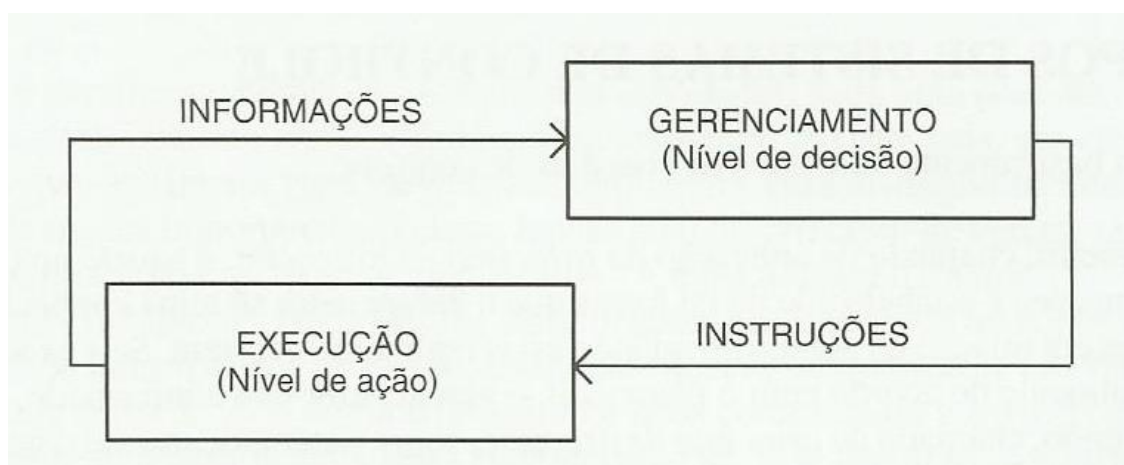 INFORMAÇÕES
GERENCIAMENTO
(Nível de decisão)
EXECUÇÃO
(Nível de ação)
INSTRUÇÕES